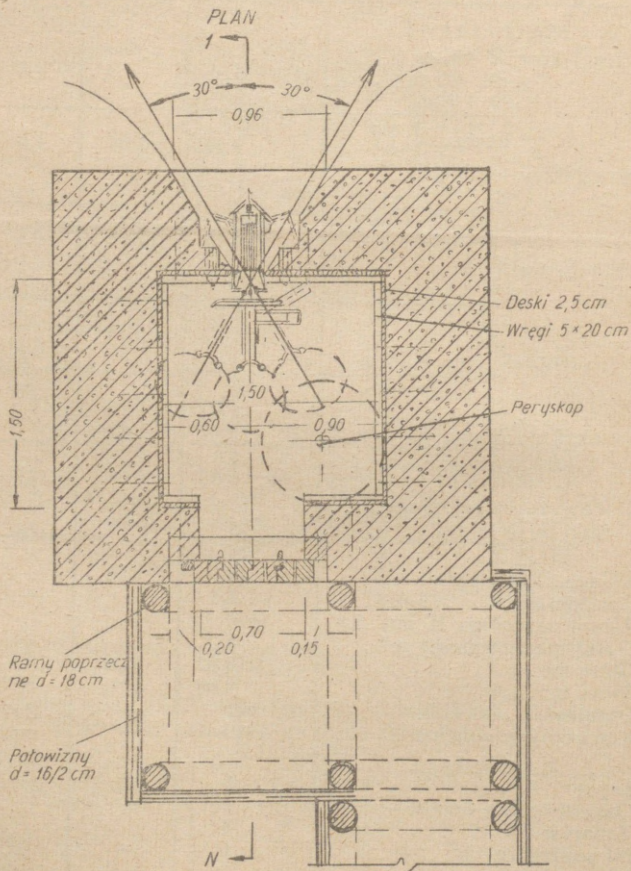 PLAN
1
30° 30°
0,96
Deski 2,5 cm
Wręgi 5 × 20 cm
1,50
1,50
Peryskop
0,60 0,90
0,70
0,20 0,15
Ramy poprzecz
ne d = 18 cm
Połowizny
d = 16/2 cm
N